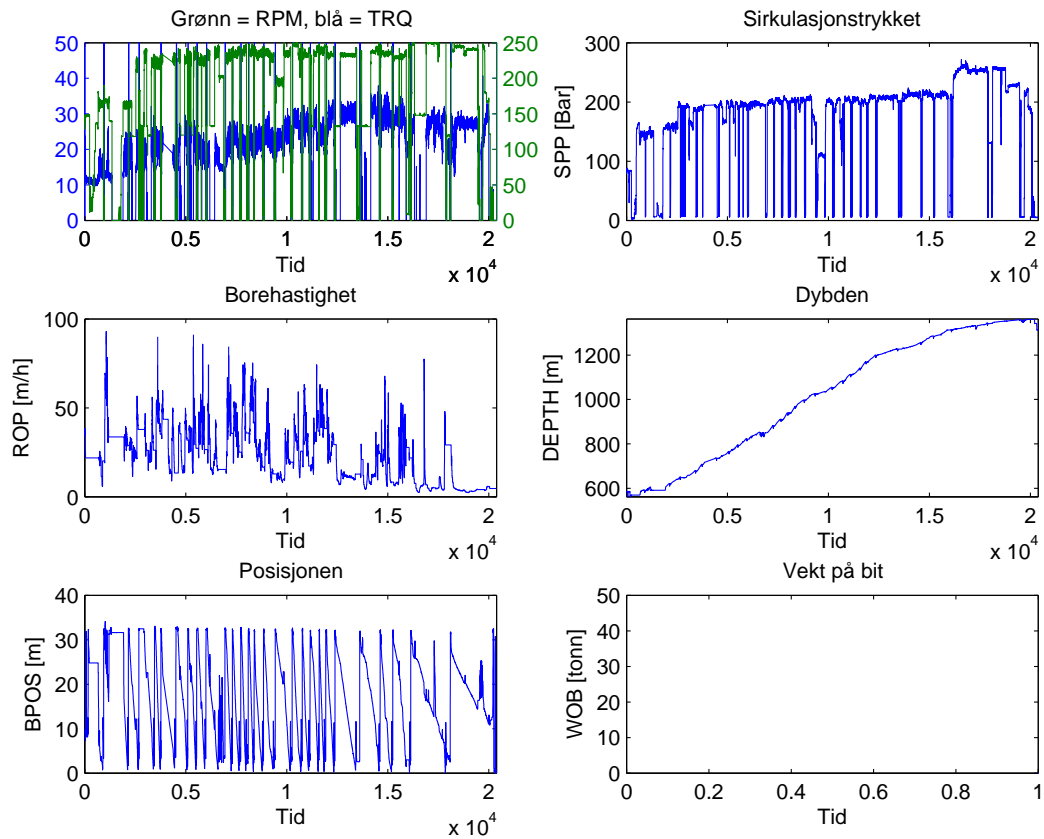 Grønn = RPM, blå = TRQ
50
40
30
20
10
0
250
200
150
100
50
0
0 0.5 1 1.5 2
Tid
x 10^4
Sirkulasjonstrykket
SPP [Bar]
300
200
100
0
0 0.5 1 1.5 2
Tid
x 10^4
Borehastighet
ROP [m/h]
100
50
0
0 0.5 1 1.5 2
Tid
x 10^4
Dybden
DEPTH [m]
1200
1000
800
600
0 0.5 1 1.5 2
Tid
x 10^4
Posisjonen
BPOS [m]
40
30
20
10
0
0 0.5 1 1.5 2
Tid
x 10^4
Vekt på bit
WOB [tonn]
50
40
30
20
10
0
0 0.2 0.4 0.6 0.8 1
Tid